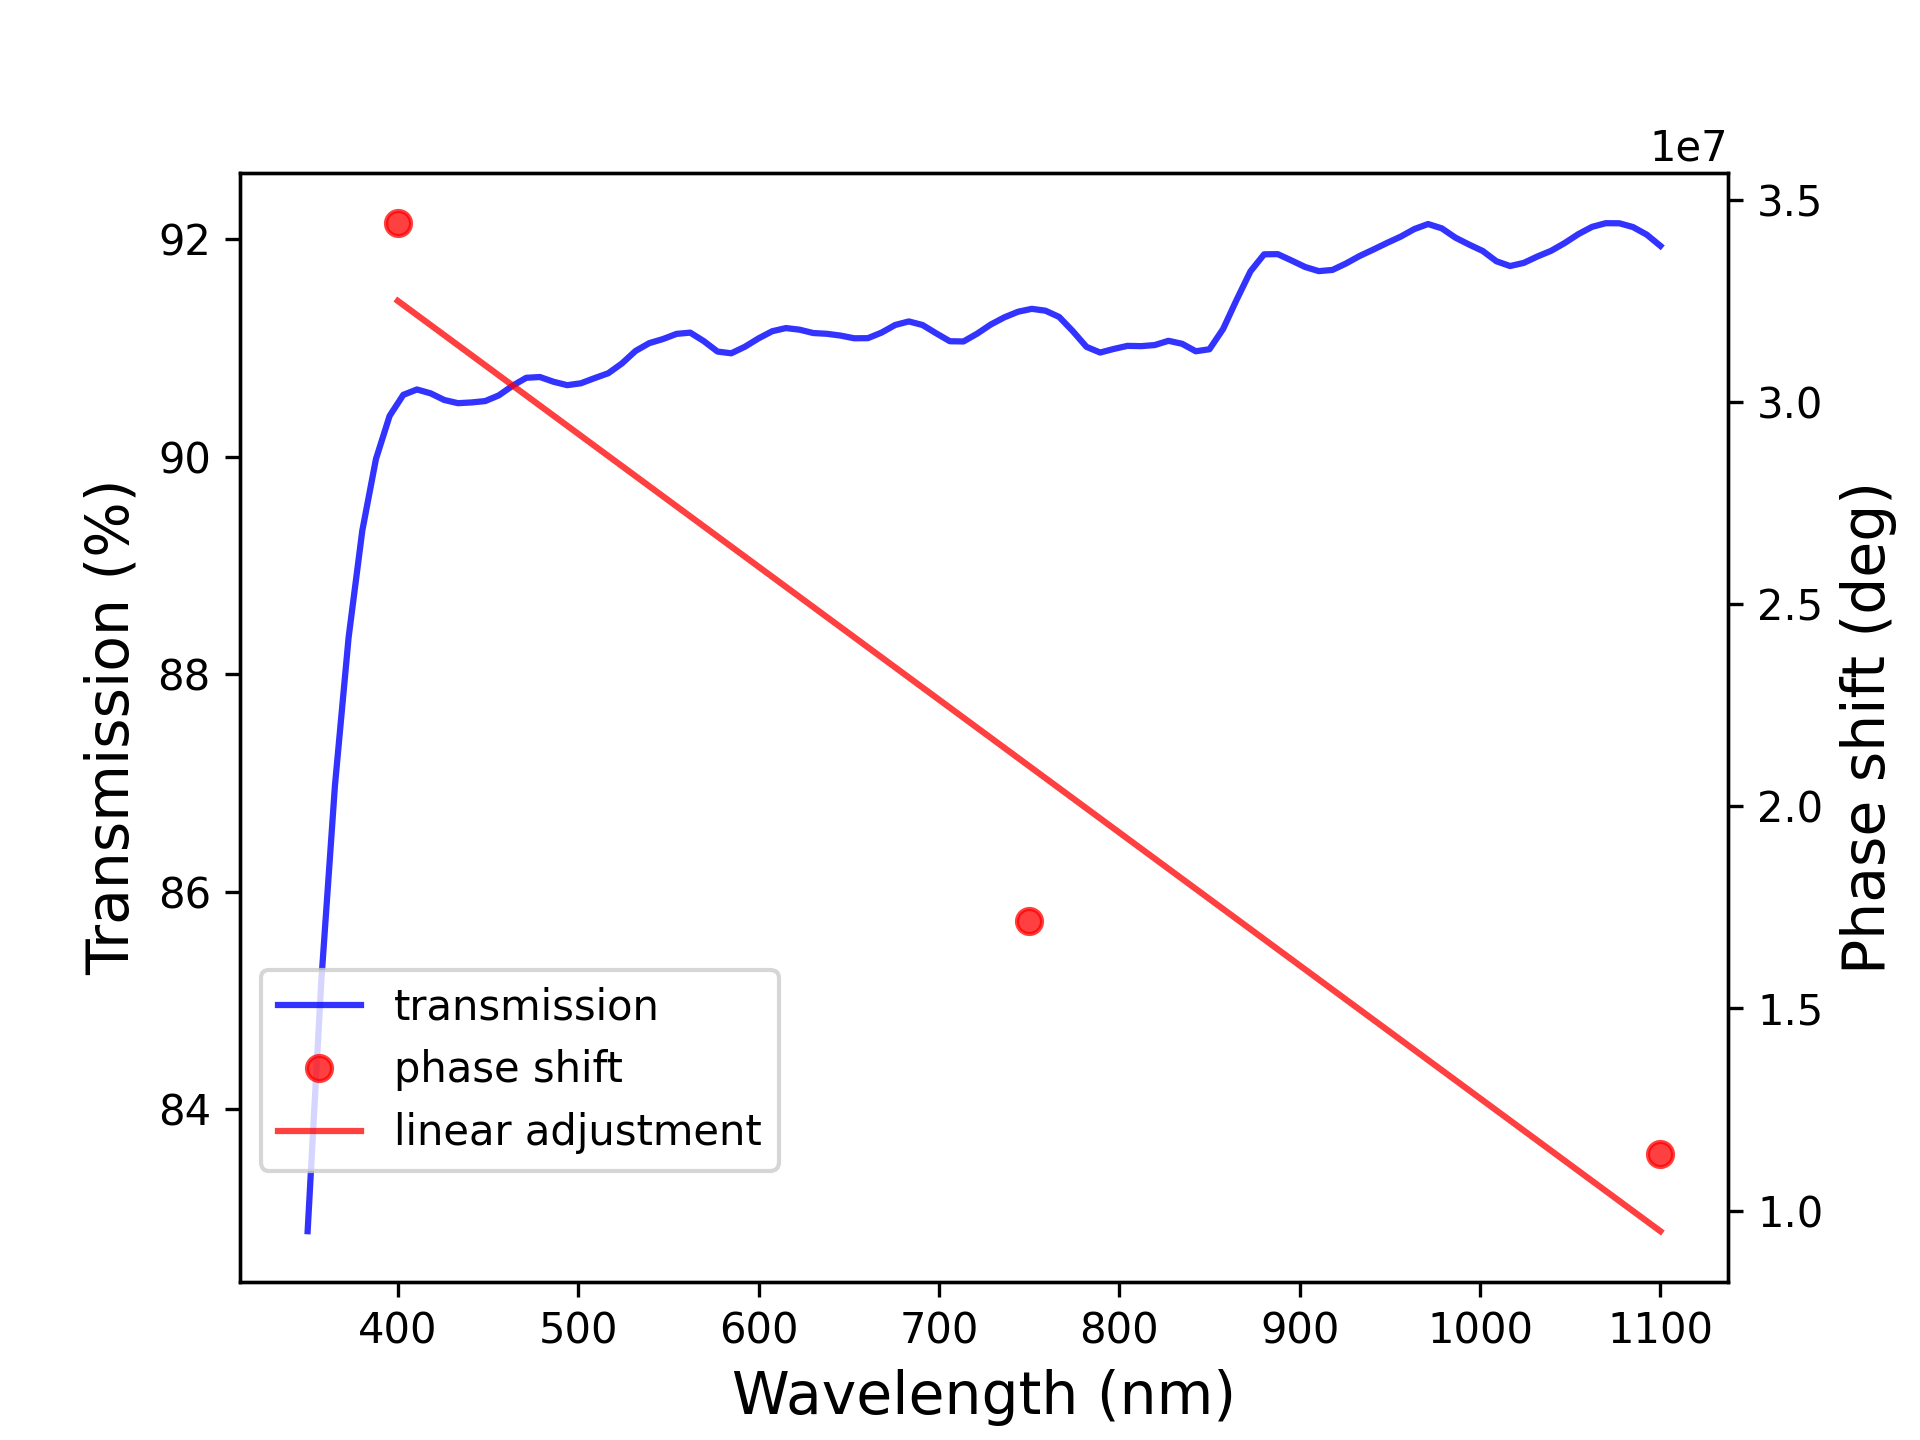 1e7
92
90
88
86
84
Transmission (%)
3.5
3.0
2.5
2.0
1.5
1.0
Phase shift (deg)
transmission
phase shift
linear adjustment
400 500 600 700 800 900 1000 1100
Wavelength (nm)